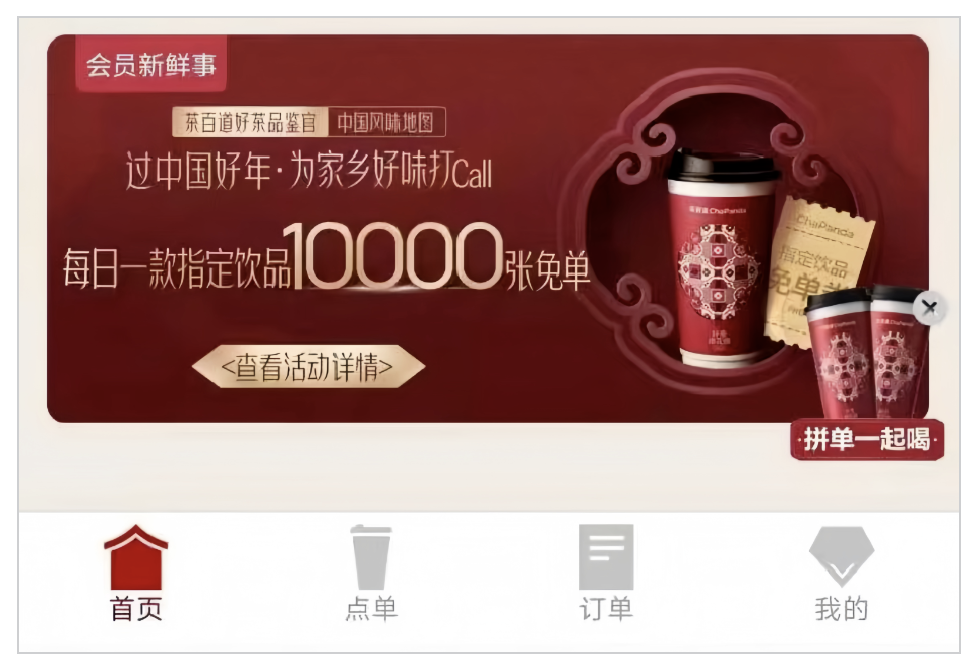 会员新鲜事
茶百道好茶品鉴官 中国风味地图
过中国好年·为家乡好味打Call
每日一款指定饮品10000张免单
<查看活动详情>
茶百道 ChaPanda
ChaPanda
指定饮品
免单
·拼单一起喝·
首页 点单 订单 我的